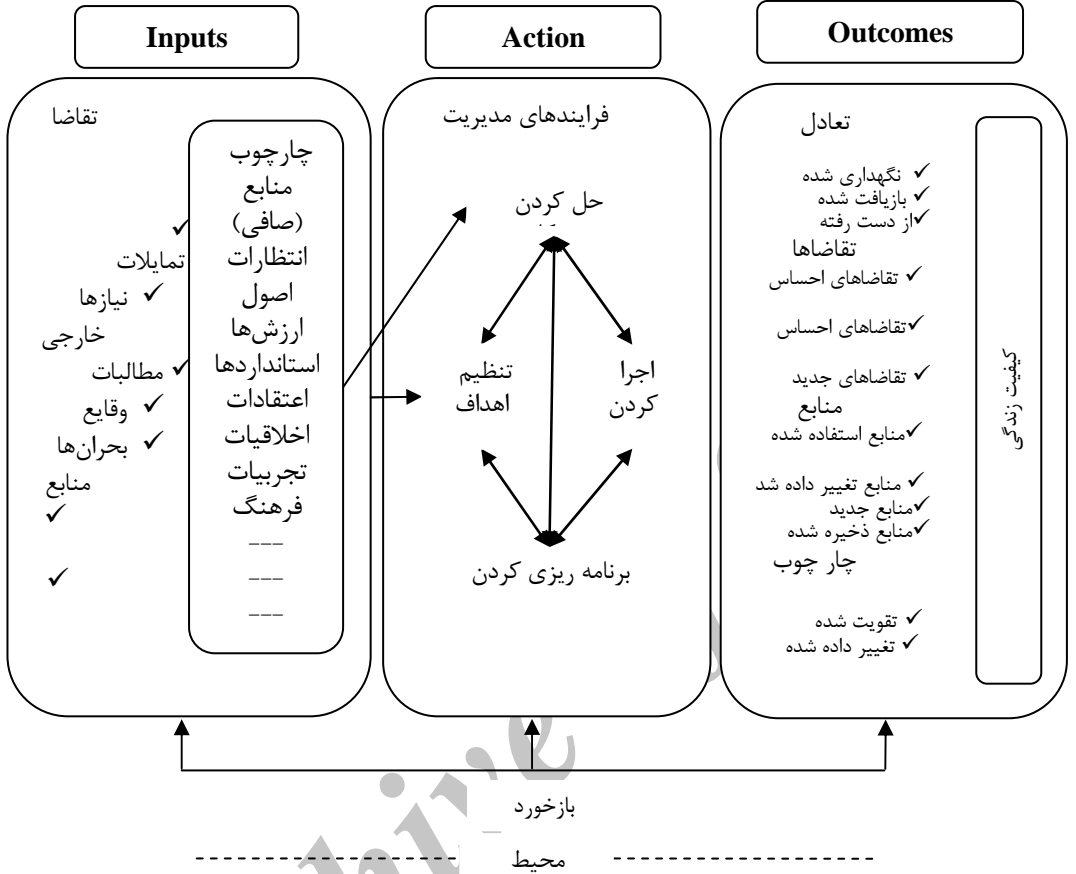 Inputs
Action
Outcomes
تقاضا
✓
تمایلات
✓ نیازها
خارجی
✓ مطالبات
✓ وقایع
✓ بحران‌ها
منابع
✓
✓
چارچوب
منابع
(صافی)
انتظارات
اصول
ارزش‌ها
استانداردها
اعتقادات
اخلاقیات
تجربیات
فرهنگ
---
---
---
فرایندهای مدیریت
حل کردن
تنظیم
اهداف
اجرا
کردن
برنامه ریزی کردن
تعادل
✓ نگهداری شده
✓ بازیافت شده
✓از دست رفته
تقاضاها
✓ تقاضاهای احساس
✓تقاضاهای احساس
✓ تقاضاهای جدید
منابع
✓منابع استفاده شده
✓ منابع تغییر داده شد
✓منابع جدید
✓منابع ذخیره شده
چار چوب
✓ تقویت شده
✓ تغییر داده شده
کیفیت زندگی
بازخورد
محیط